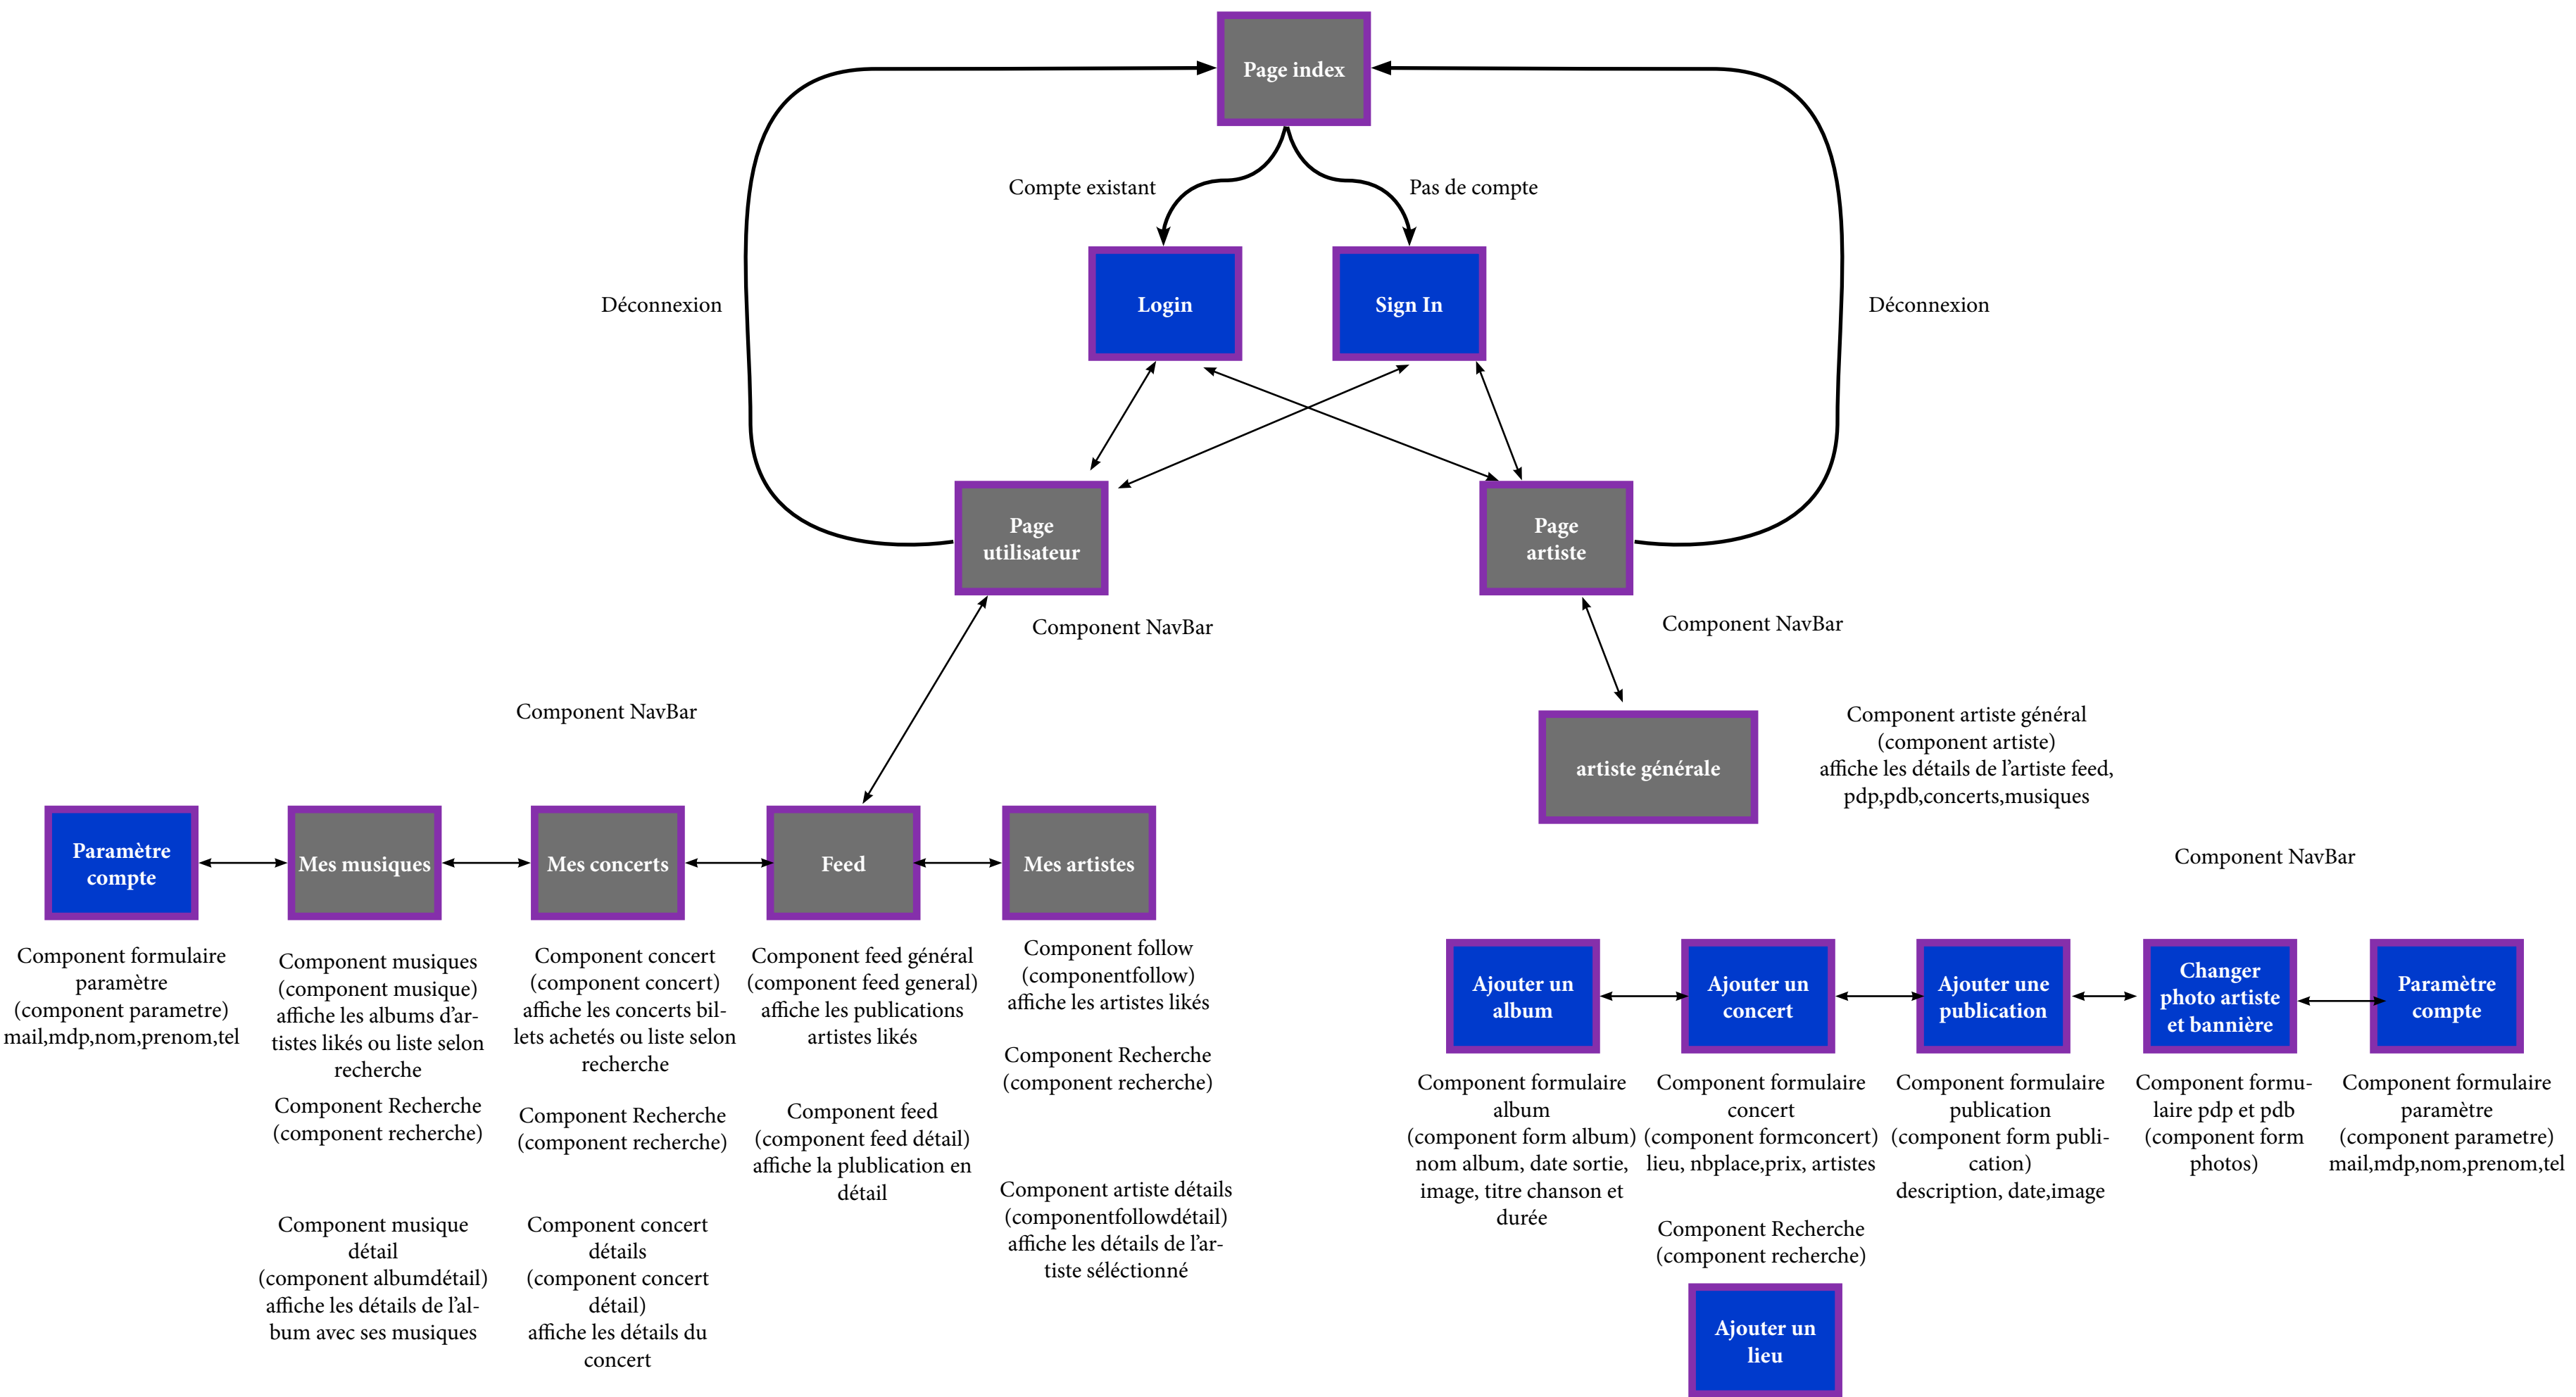 Page index
Compte existant
Pas de compte
Déconnexion
Login
Sign In
Déconnexion
Page
utilisateur
Page
artiste
Component NavBar
Component NavBar
Component NavBar
artiste générale
Component artiste général
(component artiste)
affiche les détails de l'artiste feed,
pdp,pdb,concerts,musiques
Paramètre
compte
Mes musiques
Mes concerts
Feed
Mes artistes
Component NavBar
Component formulaire
paramètre
(component parametre)
mail,mdp,nom,prenom,tel
Component musiques
(component musique)
affiche les albums d'ar-
tistes likés ou liste selon
recherche
Component Recherche
(component recherche)
Component musique
détail
(component albumdétail)
affiche les détails de l'al-
bum avec ses musiques
Component concert
(component concert)
affiche les concerts bil-
lets achetés ou liste selon
recherche
Component Recherche
(component recherche)
Component concert
détails
(component concert
détail)
affiche les détails du
concert
Component feed général
(component feed general)
affiche les publications
artistes likés
Component feed
(component feed détail)
affiche la plublication en
détail
Component follow
(componentfollow)
affiche les artistes likés
Component Recherche
(component recherche)
Component artiste détails
(componentfollowdétail)
affiche les détails de l'ar-
tiste séléctionné
Ajouter un
album
Ajouter un
concert
Ajouter une
publication
Changer
photo artiste
et bannière
Paramètre
compte
Component formulaire
album
(component form album)
nom album, date sortie,
image, titre chanson et
durée
Component formulaire
concert
(component formconcert)
lieu, nbplace,prix, artistes
Component Recherche
(component recherche)
Ajouter un
lieu
Component formulaire
publication
(component form publi-
cation)
description, date,image
Component formu-
laire pdp et pdb
(component form
photos)
Component formulaire
paramètre
(component parametre)
mail,mdp,nom,prenom,tel